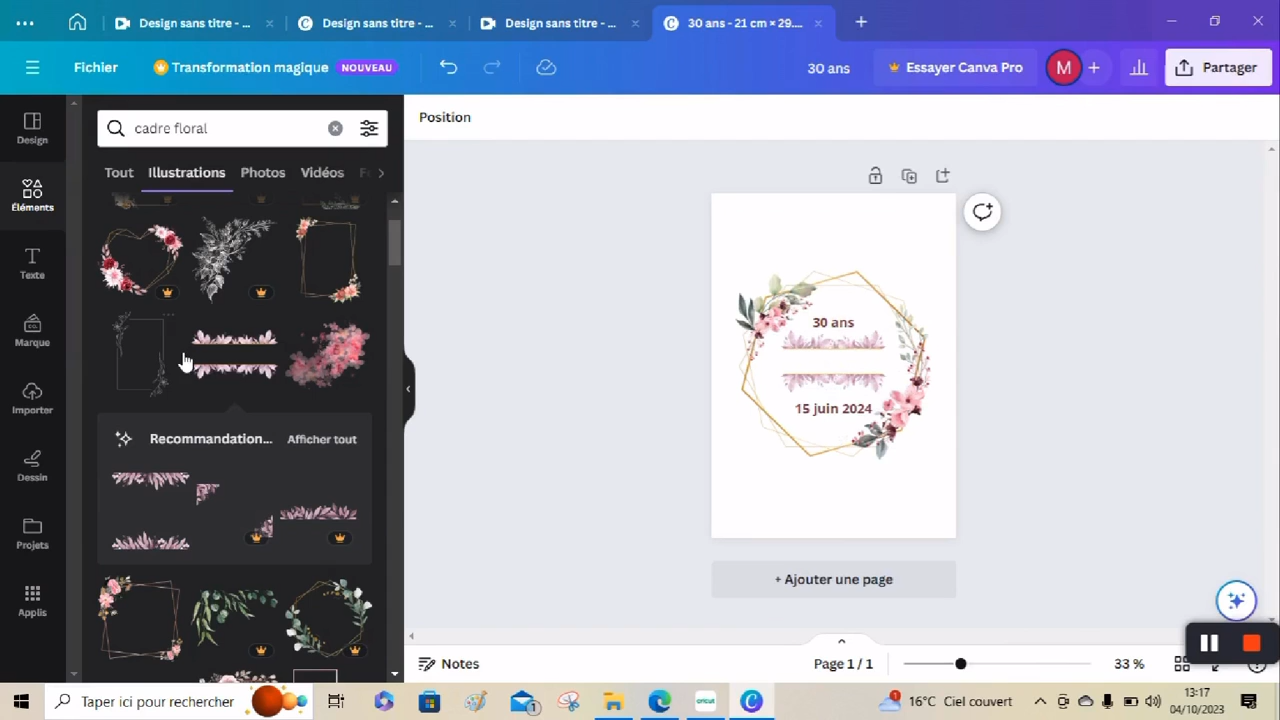 Design sans titre - ...
Design sans titre - ...
Design sans titre - ...
30 ans - 21 cm × 29....
Fichier
Transformation magique
NOUVEAU
30 ans
Essayer Canva Pro
M
Partager
Design
Éléments
Texte
Marque
Importer
Dessin
Projets
Applis
cadre floral
Tout
Illustrations
Photos
Vidéos
Recommandation...
Afficher tout
Position
30 ans
15 juin 2024
+ Ajouter une page
Notes
Page 1 / 1
33 %
Taper ici pour rechercher
1
cricut
16°C Ciel couvert
13:17
04/10/2023